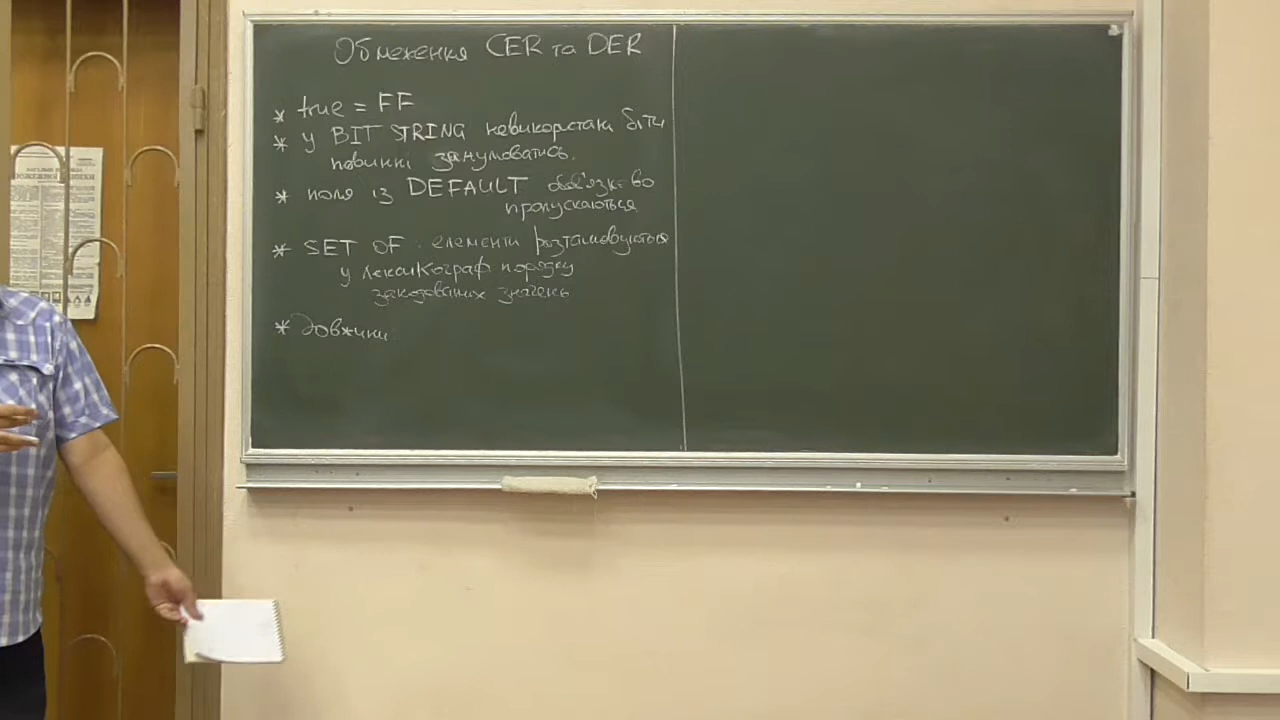 Обмеження CER та DER
* true = FF
* у BIT STRING невикорстані біти
повинні занулюватись.
* поля із DEFAULT обов'язково
пропускаються
* SET OF : елементи розташовуються
у лексикограф порядку
закодованих значень
* Довжини